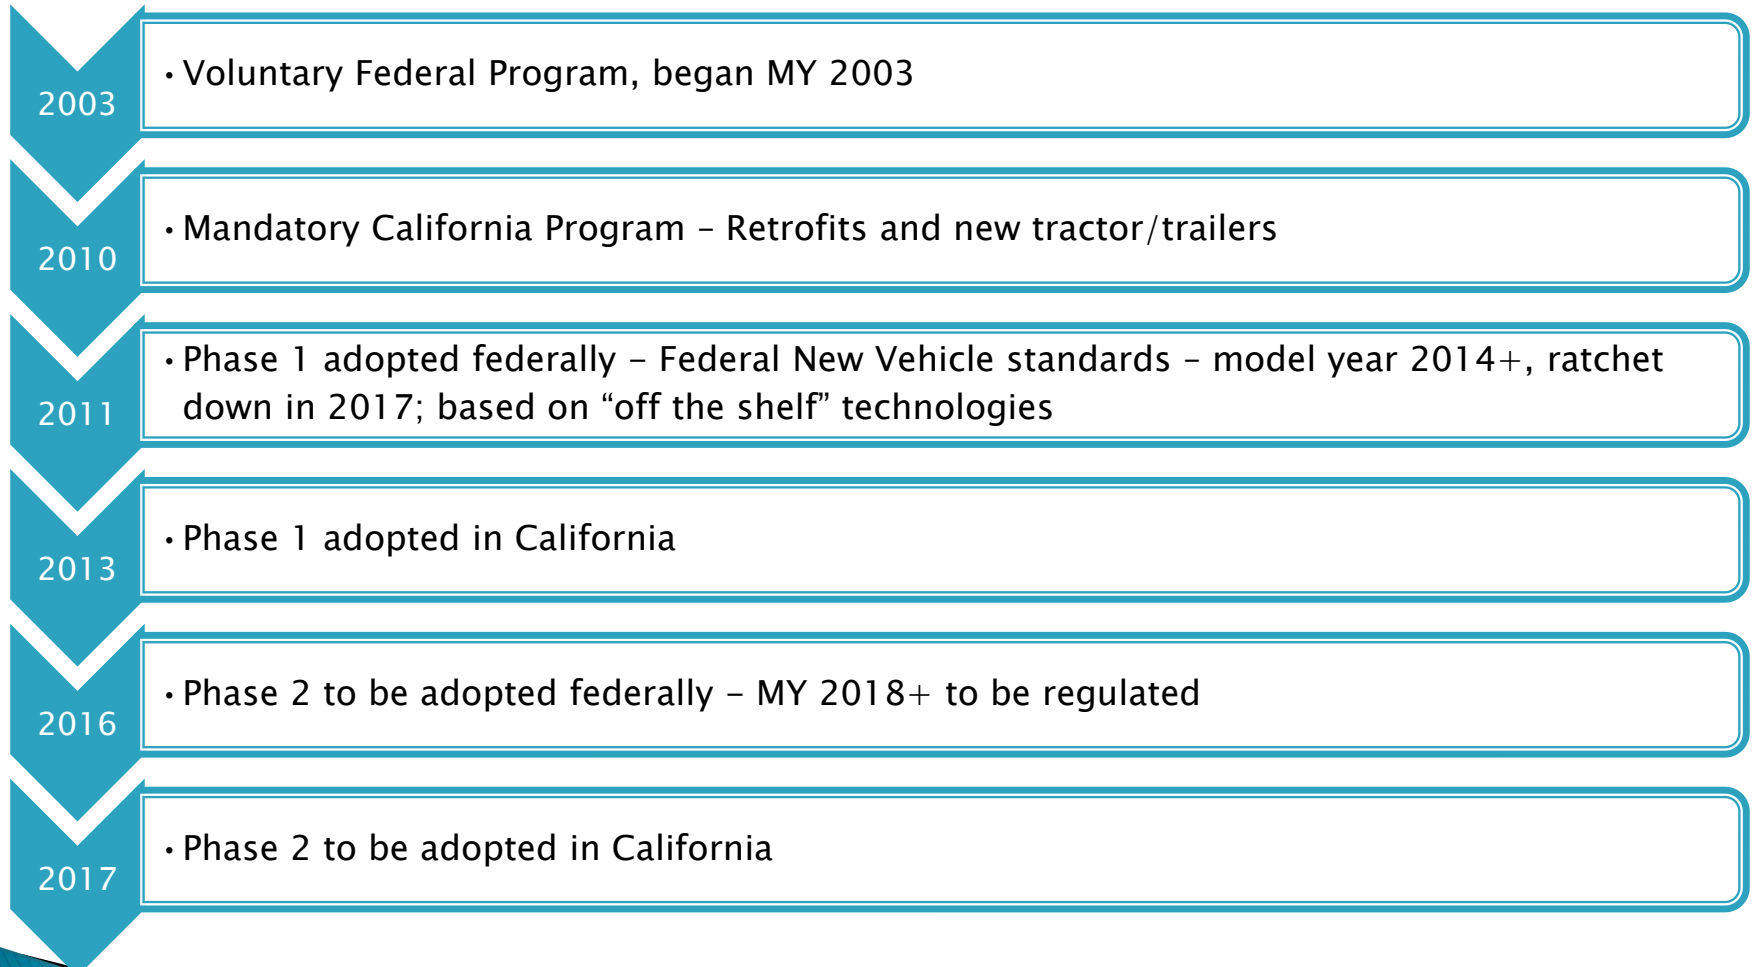 2003
• Voluntary Federal Program, began MY 2003
2010
• Mandatory California Program – Retrofits and new tractor/trailers
2011
• Phase 1 adopted federally – Federal New Vehicle standards – model year 2014+, ratchet
down in 2017; based on “off the shelf” technologies
2013
• Phase 1 adopted in California
2016
• Phase 2 to be adopted federally – MY 2018+ to be regulated
2017
• Phase 2 to be adopted in California